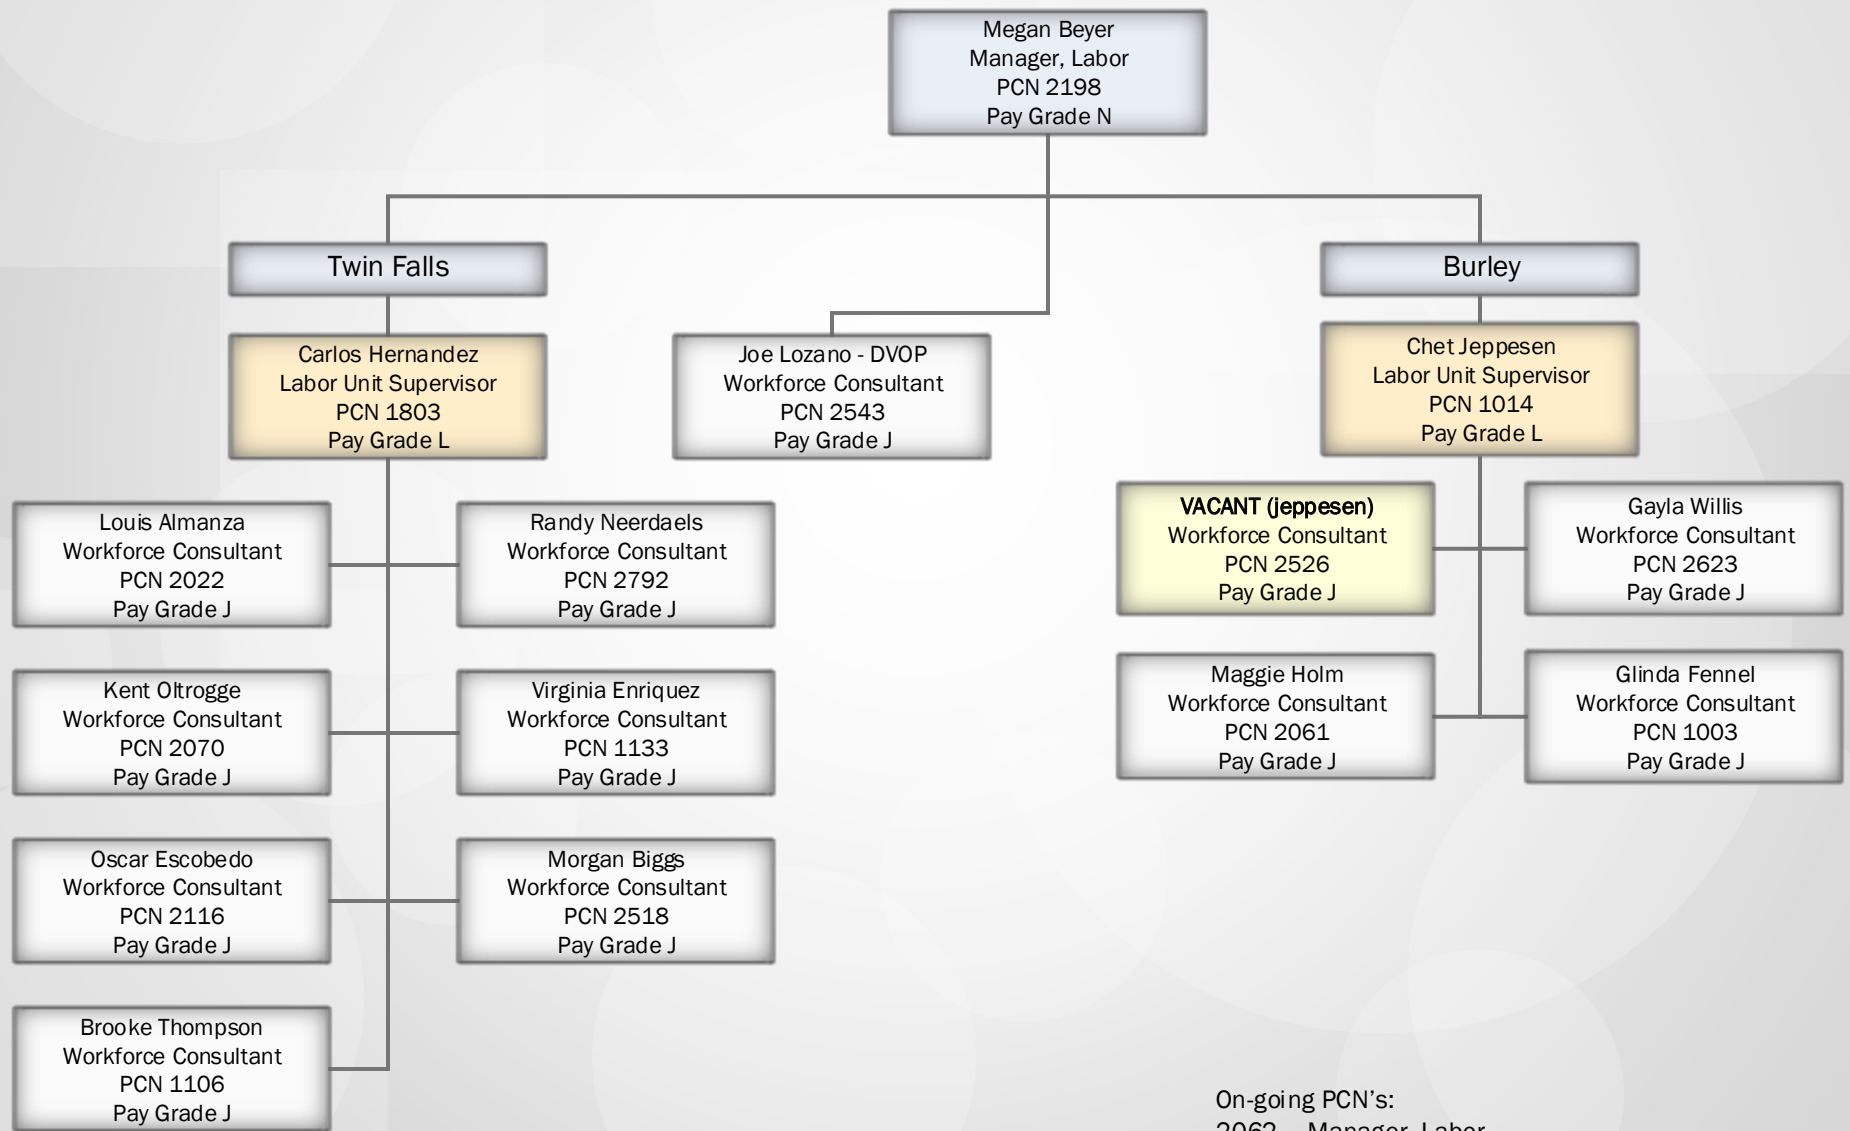 Megan Beyer
Manager, Labor
PCN 2198
Pay Grade N
Twin Falls
Burley
Carlos Hernandez
Labor Unit Supervisor
PCN 1803
Pay Grade L
Joe Lozano - DVOP
Workforce Consultant
PCN 2543
Pay Grade J
Chet Jeppesen
Labor Unit Supervisor
PCN 1014
Pay Grade L
Louis Almanza
Workforce Consultant
PCN 2022
Pay Grade J
Randy Neerdaels
Workforce Consultant
PCN 2792
Pay Grade J
VACANT (jeppesen)
Workforce Consultant
PCN 2526
Pay Grade J
Gayla Willis
Workforce Consultant
PCN 2623
Pay Grade J
Kent Oltrogge
Workforce Consultant
PCN 2070
Pay Grade J
Virginia Enriquez
Workforce Consultant
PCN 1133
Pay Grade J
Maggie Holm
Workforce Consultant
PCN 2061
Pay Grade J
Glinda Fennel
Workforce Consultant
PCN 1003
Pay Grade J
Oscar Escobedo
Workforce Consultant
PCN 2116
Pay Grade J
Morgan Biggs
Workforce Consultant
PCN 2518
Pay Grade J
Brooke Thompson
Workforce Consultant
PCN 1106
Pay Grade J
On-going PCN’s:
2062 – Manager, Labor